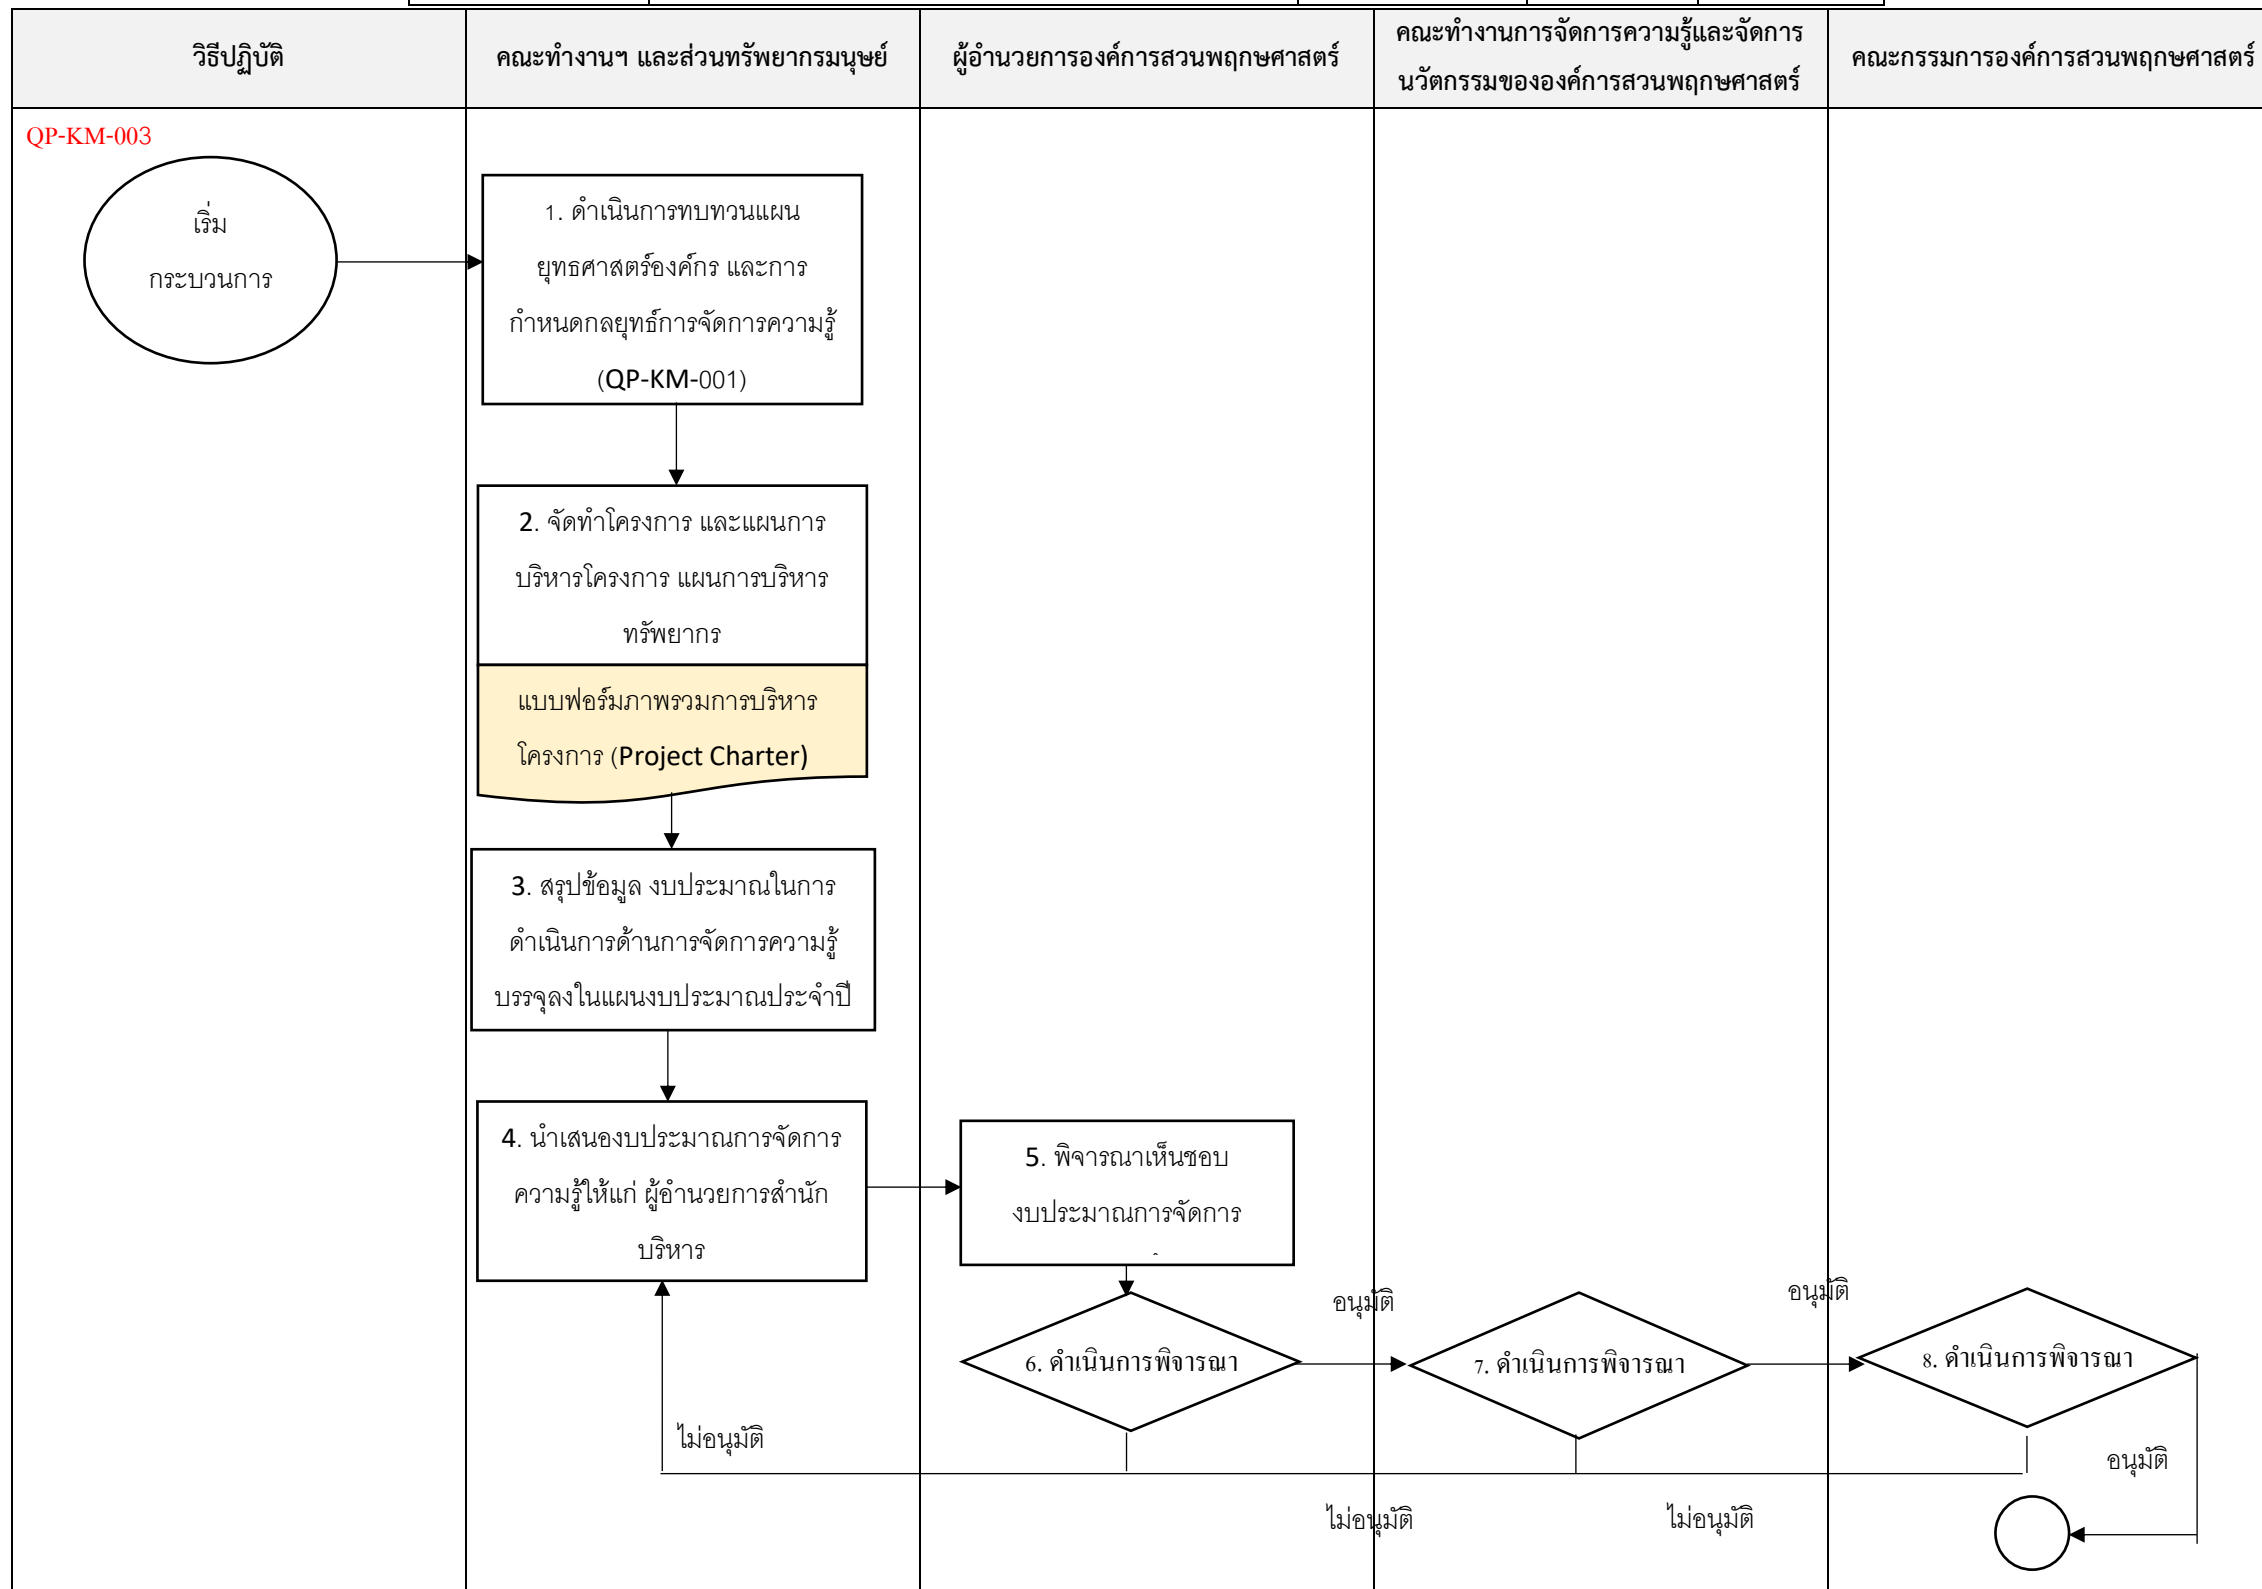 วิธีปฏิบัติ
คณะทำงานฯ และส่วนทรัพยากรมนุษย์
ผู้อำนวยการองค์การสวนพฤกษศาสตร์
คณะทำงานการจัดการความรู้และจัดการ
นวัตกรรมขององค์การสวนพฤกษศาสตร์
คณะกรรมการองค์การสวนพฤกษศาสตร์
QP-KM-003
เริ่ม
กระบวนการ
1. ดำเนินการทบทวนแผน
ยุทธศาสตร์องค์กร และการ
กำหนดกลยุทธ์การจัดการความรู้
(QP-KM-001)
2. จัดทำโครงการ และแผนการ
บริหารโครงการ แผนการบริหาร
ทรัพยากร
แบบฟอร์มภาพรวมการบริหาร
โครงการ (Project Charter)
3. สรุปข้อมูล งบประมาณในการ
ดำเนินการด้านการจัดการความรู้
บรรจุลงในแผนงบประมาณประจำปี
4. นำเสนองบประมาณการจัดการ
ความรู้ให้แก่ ผู้อำนวยการสำนัก
บริหาร
5. พิจารณาเห็นชอบ
งบประมาณการจัดการ
อนุมัติ
อนุมัติ
6. ดำเนินการพิจารณา
7. ดำเนินการพิจารณา
8. ดำเนินการพิจารณา
ไม่อนุมัติ
อนุมัติ
ไม่อนุมัติ
ไม่อนุมัติ